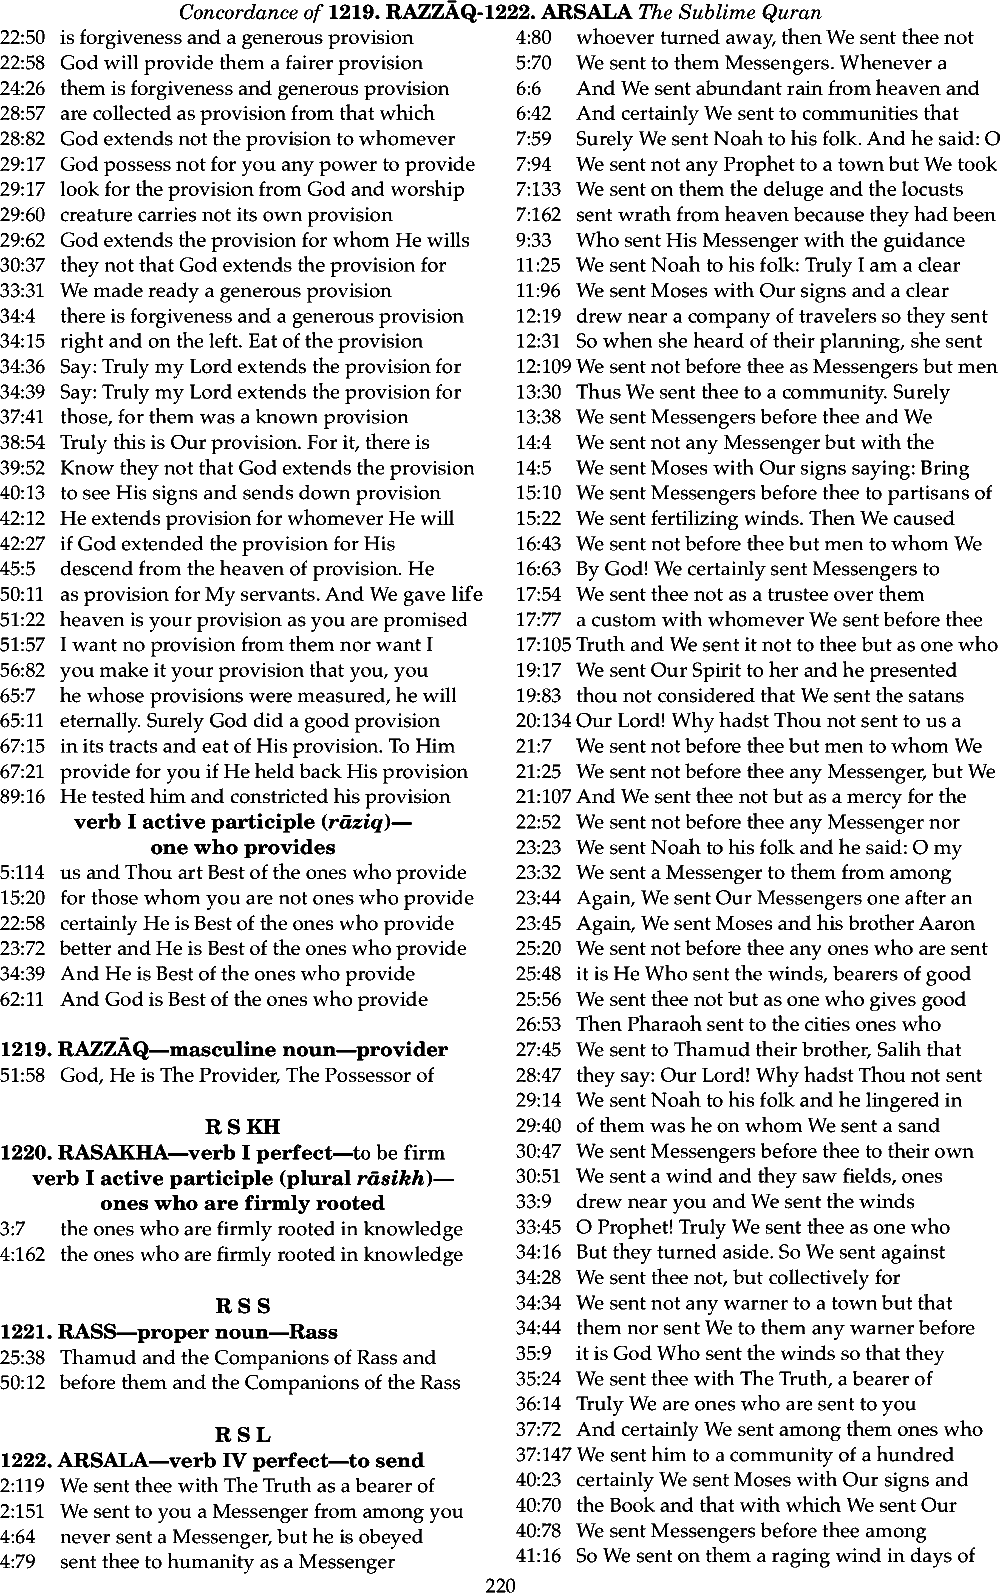 Concordance of 1219. RAZZĀQ-1222. ARSALA The Sublime Quran
22:50 is forgiveness and a generous provision
22:58 God will provide them a fairer provision
24:26 them is forgiveness and generous provision
28:57 are collected as provision from that which
28:82 God extends not the provision to whomever
29:17 God possess not for you any power to provide
29:17 look for the provision from God and worship
29:60 creature carries not its own provision
29:62 God extends the provision for whom He wills
30:37 they not that God extends the provision for
33:31 We made ready a generous provision
34:4 there is forgiveness and a generous provision
34:15 right and on the left. Eat of the provision
34:36 Say: Truly my Lord extends the provision for
34:39 Say: Truly my Lord extends the provision for
37:41 those, for them was a known provision
38:54 Truly this is Our provision. For it, there is
39:52 Know they not that God extends the provision
40:13 to see His signs and sends down provision
42:12 He extends provision for whomever He will
42:27 if God extended the provision for His
45:5 descend from the heaven of provision. He
50:11 as provision for My servants. And We gave life
51:22 heaven is your provision as you are promised
51:57 I want no provision from them nor want I
56:82 you make it your provision that you, you
65:7 he whose provisions were measured, he will
65:11 eternally. Surely God did a good provision
67:15 in its tracts and eat of His provision. To Him
67:21 provide for you if He held back His provision
89:16 He tested him and constricted his provision
verb I active participle (rāziq)—
one who provides
5:114 us and Thou art Best of the ones who provide
15:20 for those whom you are not ones who provide
22:58 certainly He is Best of the ones who provide
23:72 better and He is Best of the ones who provide
34:39 And He is Best of the ones who provide
62:11 And God is Best of the ones who provide
1219. RAZZĀQ—masculine noun—provider
51:58 God, He is The Provider, The Possessor of
R S KH
1220. RASAKHA—verb I perfect—to be firm
verb I active participle (plural rāsikh)—
ones who are firmly rooted
3:7 the ones who are firmly rooted in knowledge
4:162 the ones who are firmly rooted in knowledge
R S S
1221. RASS—proper noun—Rass
25:38 Thamud and the Companions of Rass and
50:12 before them and the Companions of the Rass
R S L
1222. ARSALA—verb IV perfect—to send
2:119 We sent thee with The Truth as a bearer of
2:151 We sent to you a Messenger from among you
4:64 never sent a Messenger, but he is obeyed
4:79 sent thee to humanity as a Messenger
4:80 whoever turned away, then We sent thee not
5:70 We sent to them Messengers. Whenever a
6:6 And We sent abundant rain from heaven and
6:42 And certainly We sent to communities that
7:59 Surely We sent Noah to his folk. And he said: O
7:94 We sent not any Prophet to a town but We took
7:133 We sent on them the deluge and the locusts
7:162 sent wrath from heaven because they had been
9:33 Who sent His Messenger with the guidance
11:25 We sent Noah to his folk: Truly I am a clear
11:96 We sent Moses with Our signs and a clear
12:19 drew near a company of travelers so they sent
12:31 So when she heard of their planning, she sent
12:109 We sent not before thee as Messengers but men
13:30 Thus We sent thee to a community. Surely
13:38 We sent Messengers before thee and We
14:4 We sent not any Messenger but with the
14:5 We sent Moses with Our signs saying: Bring
15:10 We sent Messengers before thee to partisans of
15:22 We sent fertilizing winds. Then We caused
16:43 We sent not before thee but men to whom We
16:63 By God! We certainly sent Messengers to
17:54 We sent thee not as a trustee over them
17:77 a custom with whomever We sent before thee
17:105 Truth and We sent it not to thee but as one who
19:17 We sent Our Spirit to her and he presented
19:83 thou not considered that We sent the satans
20:134 Our Lord! Why hadst Thou not sent to us a
21:7 We sent not before thee but men to whom We
21:25 We sent not before thee any Messenger, but We
21:107 And We sent thee not but as a mercy for the
22:52 We sent not before thee any Messenger nor
23:23 We sent Noah to his folk and he said: O my
23:32 We sent a Messenger to them from among
23:44 Again, We sent Our Messengers one after an
23:45 Again, We sent Moses and his brother Aaron
25:20 We sent not before thee any ones who are sent
25:48 it is He Who sent the winds, bearers of good
25:56 We sent thee not but as one who gives good
26:53 Then Pharaoh sent to the cities ones who
27:45 We sent to Thamud their brother, Salih that
28:47 they say: Our Lord! Why hadst Thou not sent
29:14 We sent Noah to his folk and he lingered in
29:40 of them was he on whom We sent a sand
30:47 We sent Messengers before thee to their own
30:51 We sent a wind and they saw fields, ones
33:9 drew near you and We sent the winds
33:45 O Prophet! Truly We sent thee as one who
34:16 But they turned aside. So We sent against
34:28 We sent thee not, but collectively for
34:34 We sent not any warner to a town but that
34:44 them nor sent We to them any warner before
35:9 it is God Who sent the winds so that they
35:24 We sent thee with The Truth, a bearer of
36:14 Truly We are ones who are sent to you
37:72 And certainly We sent among them ones who
37:147 We sent him to a community of a hundred
40:23 certainly We sent Moses with Our signs and
40:70 the Book and that with which We sent Our
40:78 We sent Messengers before thee among
41:16 So We sent on them a raging wind in days of
220